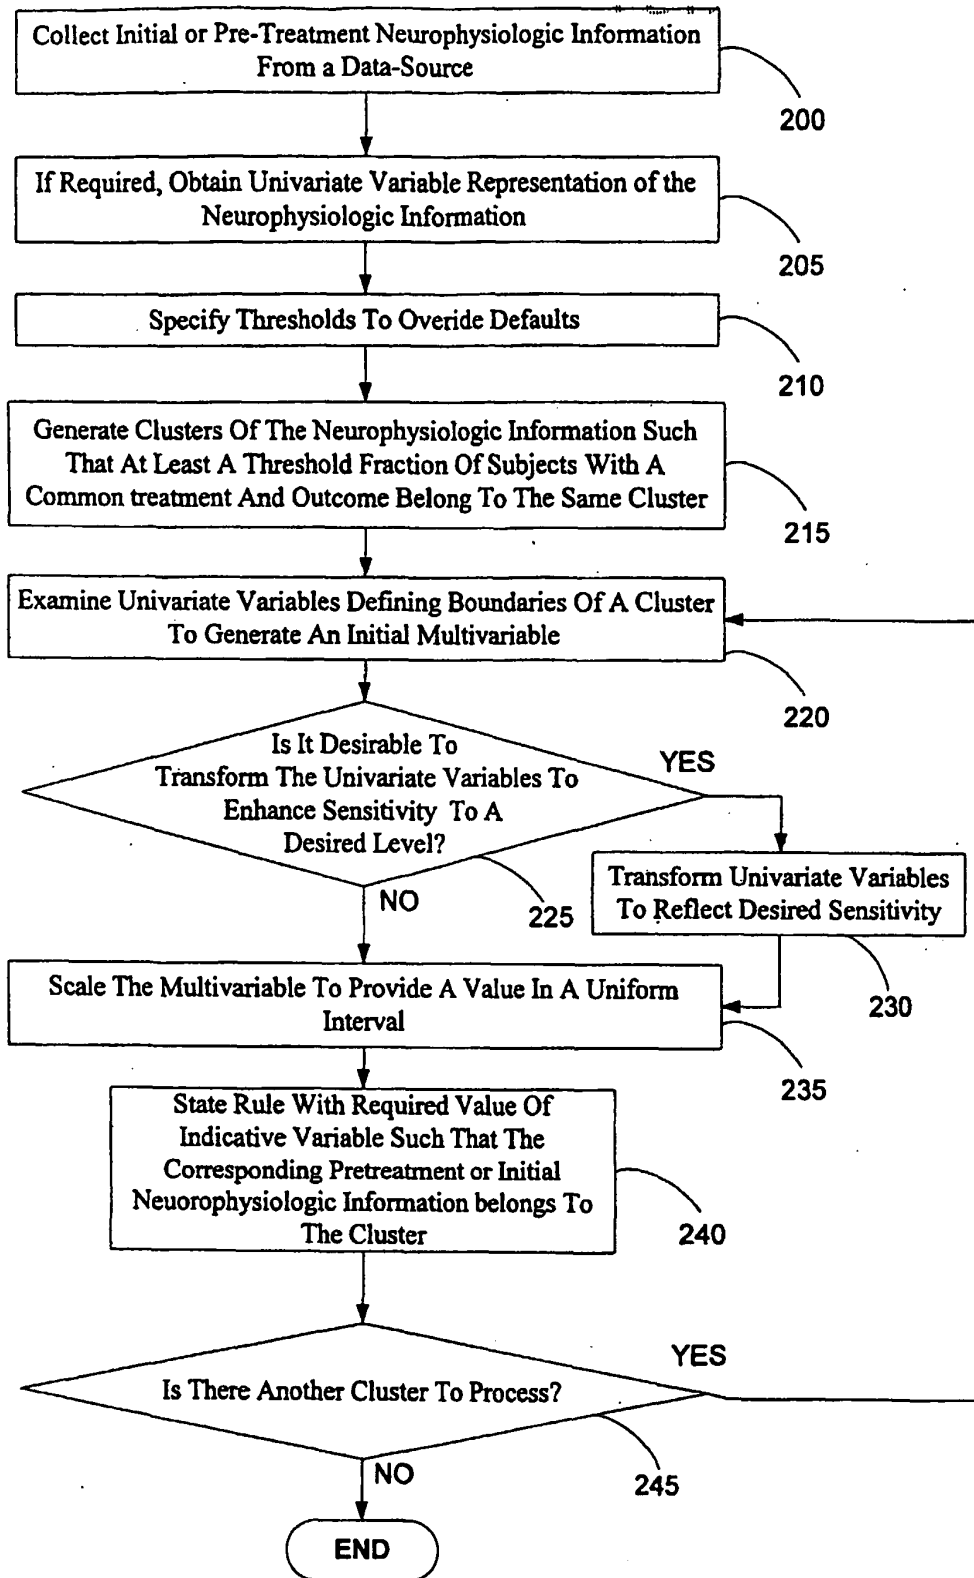 Collect Initial or Pre-Treatment Neurophysiologic Information
From a Data-Source
200
If Required, Obtain Univariate Variable Representation of the
Neurophysiologic Information
205
Specify Thresholds To Overide Defaults
210
Generate Clusters Of The Neurophysiologic Information Such
That At Least A Threshold Fraction Of Subjects With A
Common treatment And Outcome Belong To The Same Cluster
215
Examine Univariate Variables Defining Boundaries Of A Cluster
To Generate An Initial Multivariable
220
Is It Desirable To
Transform The Univariate Variables To
Enhance Sensitivity To A
Desired Level?
YES
NO
225
Transform Univariate Variables
To Reflect Desired Sensitivity
230
Scale The Multivariable To Provide A Value In A Uniform
Interval
235
State Rule With Required Value Of
Indicative Variable Such That The
Corresponding Pretreatment or Initial
Neuorophysiologic Information belongs To
The Cluster
240
Is There Another Cluster To Process?
YES
245
NO
END